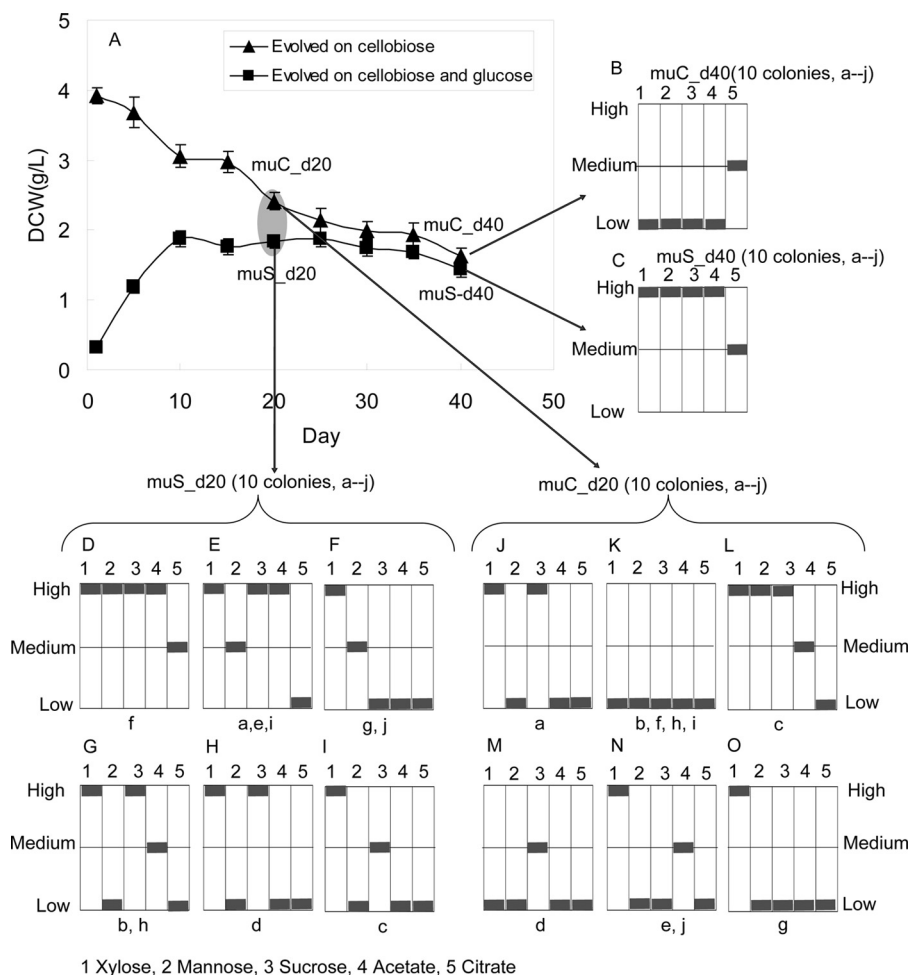 A
Evolved on cellobiose
Evolved on cellobiose and glucose
DCW(g/L)
5
4
3
2
1
0
0 10 20 30 40 50
Day
muC_d20
muS_d20
muC_d40
muS-d40
B
muC_d40(10 colonies, a--j)
1 2 3 4 5
High
Medium
Low
C
muS_d40 (10 colonies, a--j)
1 2 3 4 5
High
Medium
Low
muS_d20 (10 colonies, a--j)
muC_d20 (10 colonies, a--j)
D E F J K L
1 2 3 4 5 1 2 3 4 5 1 2 3 4 5 1 2 3 4 5 1 2 3 4 5 1 2 3 4 5
High High
Medium Medium
Low Low
f a,e,i g, j a b, f, h, i c
G H I M N O
1 2 3 4 5 1 2 3 4 5 1 2 3 4 5 1 2 3 4 5 1 2 3 4 5 1 2 3 4 5
High High
Medium Medium
Low Low
b, h d c d e, j g
1 Xylose, 2 Mannose, 3 Sucrose, 4 Acetate, 5 Citrate